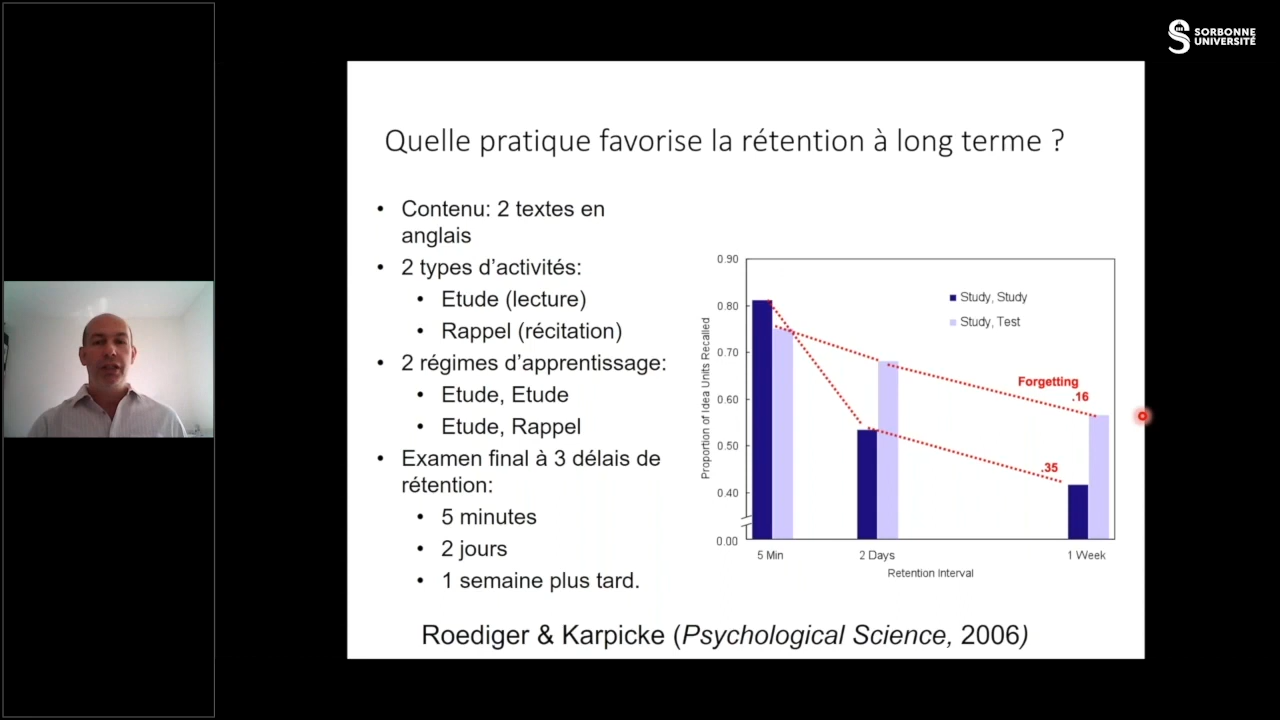 SORBONNE
UNIVERSITÉ
Quelle pratique favorise la rétention à long terme ?
• Contenu: 2 textes en
anglais
• 2 types d’activités:
• Etude (lecture)
• Rappel (récitation)
• 2 régimes d’apprentissage:
• Etude, Etude
• Etude, Rappel
• Examen final à 3 délais de
rétention:
• 5 minutes
• 2 jours
• 1 semaine plus tard.
Proportion of Idea Units Recalled
0.90
0.80
0.70
0.60
0.50
0.40
0.00
Study, Study
Study, Test
Forgetting
.16
.35
5 Min
2 Days
1 Week
Retention Interval
Roediger & Karpicke (Psychological Science, 2006)